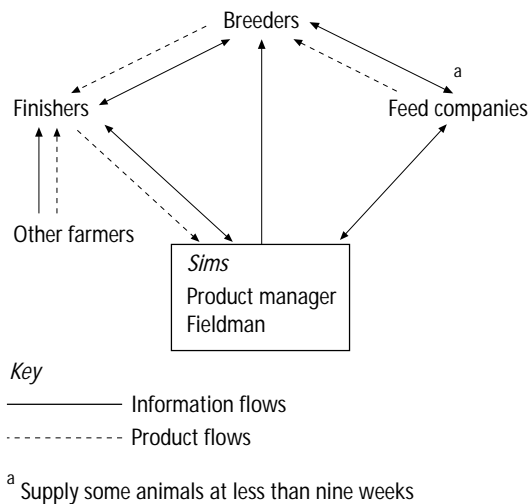 Breeders
a
Finishers
Feed companies
Other farmers
Sims
Product manager
Fieldman
Key
Information flows
Product flows
a Supply some animals at less than nine weeks